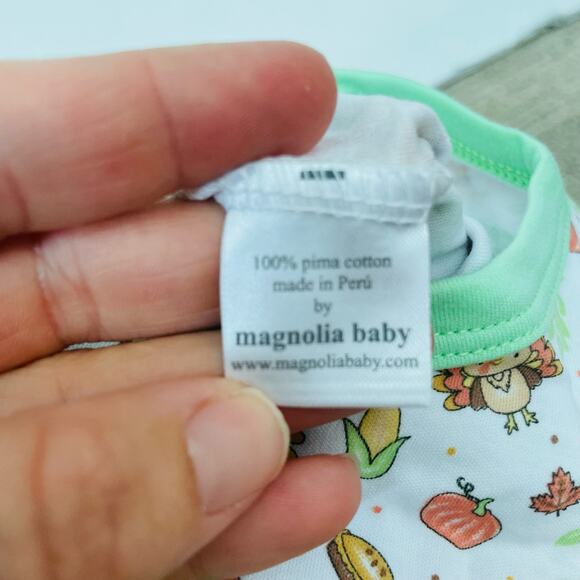 100% pima cotton
made in Perú
by
magnolia baby
www.magnoliababy.com